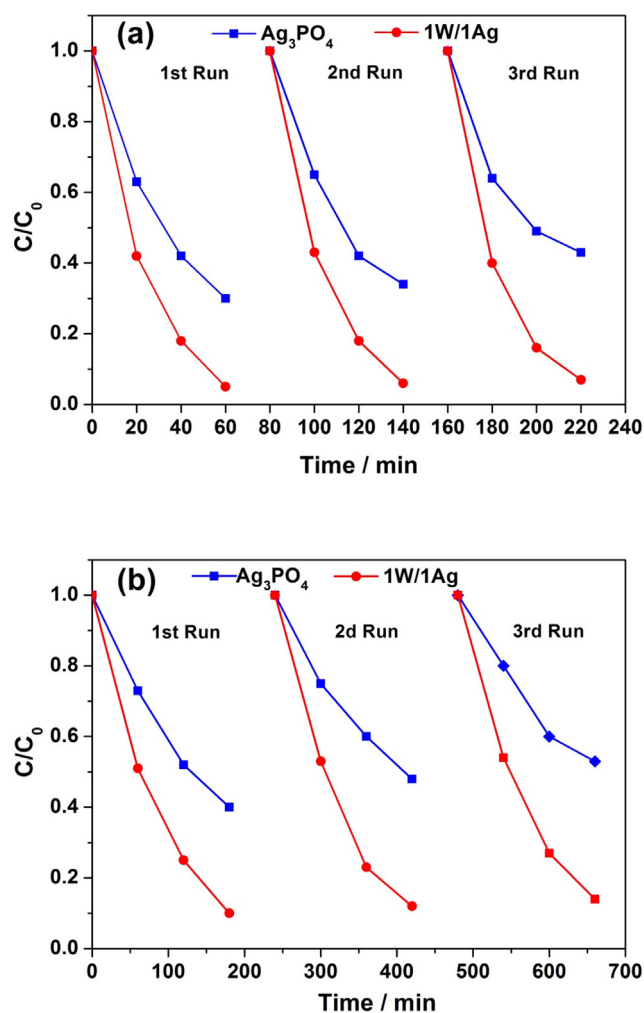 (a)
Ag₃PO₄
1W/1Ag
1st Run
2nd Run
3rd Run
1.0
0.8
0.6
0.4
0.2
0.0
C/C₀
0 20 40 60 80 100 120 140 160 180 200 220 240
Time / min
(b)
Ag₃PO₄
1W/1Ag
1st Run
2d Run
3rd Run
1.0
0.8
0.6
0.4
0.2
0.0
C/C₀
0 100 200 300 400 500 600 700
Time / min